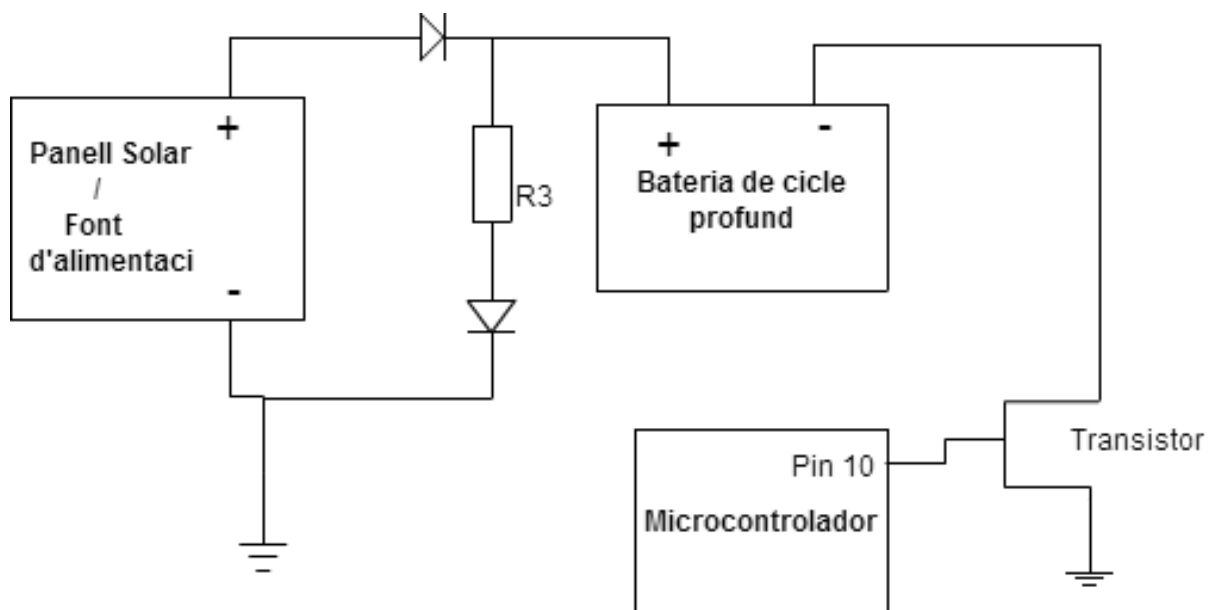 +
Panell Solar
/
Font
d'alimentaci
-
R3
+
-
Bateria de cicle
profund
Pin 10
Microcontrolador
Transistor